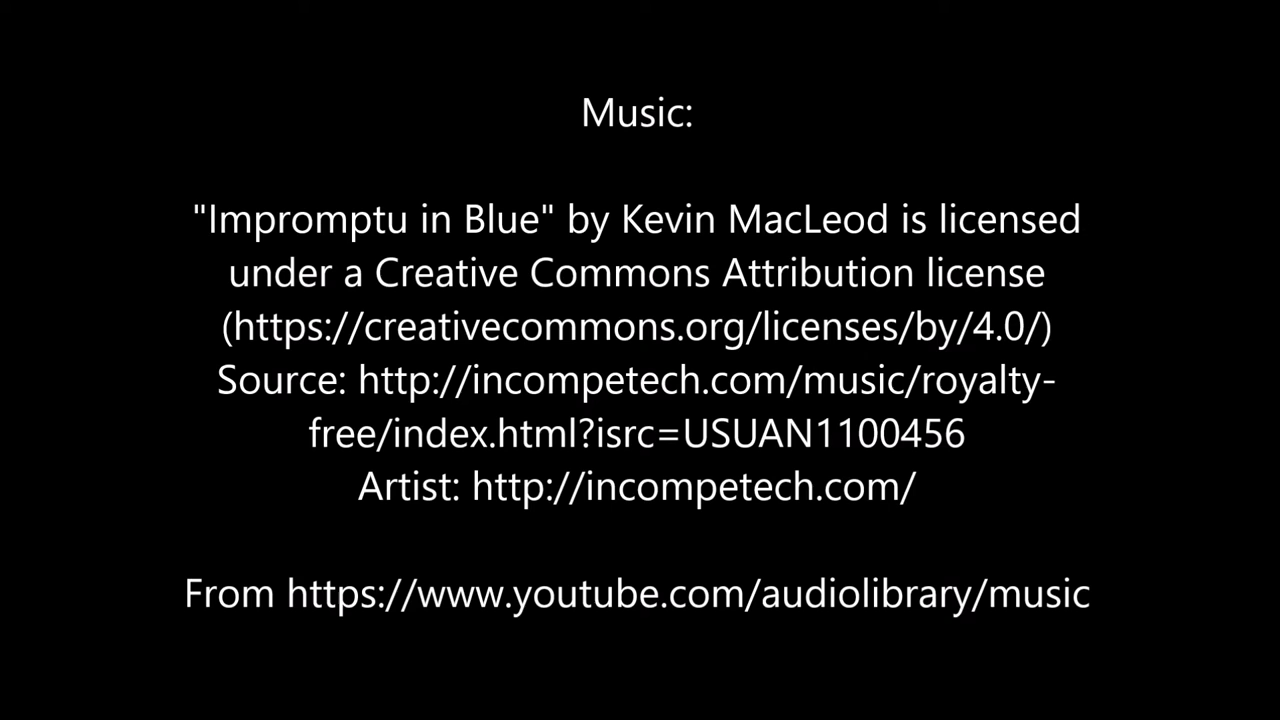 Music:
"Impromptu in Blue" by Kevin MacLeod is licensed
under a Creative Commons Attribution license
(https://creativecommons.org/licenses/by/4.0/)
Source: http://incompetech.com/music/royalty-
free/index.html?isrc=USUAN1100456
Artist: http://incompetech.com/
From https://www.youtube.com/audiolibrary/music